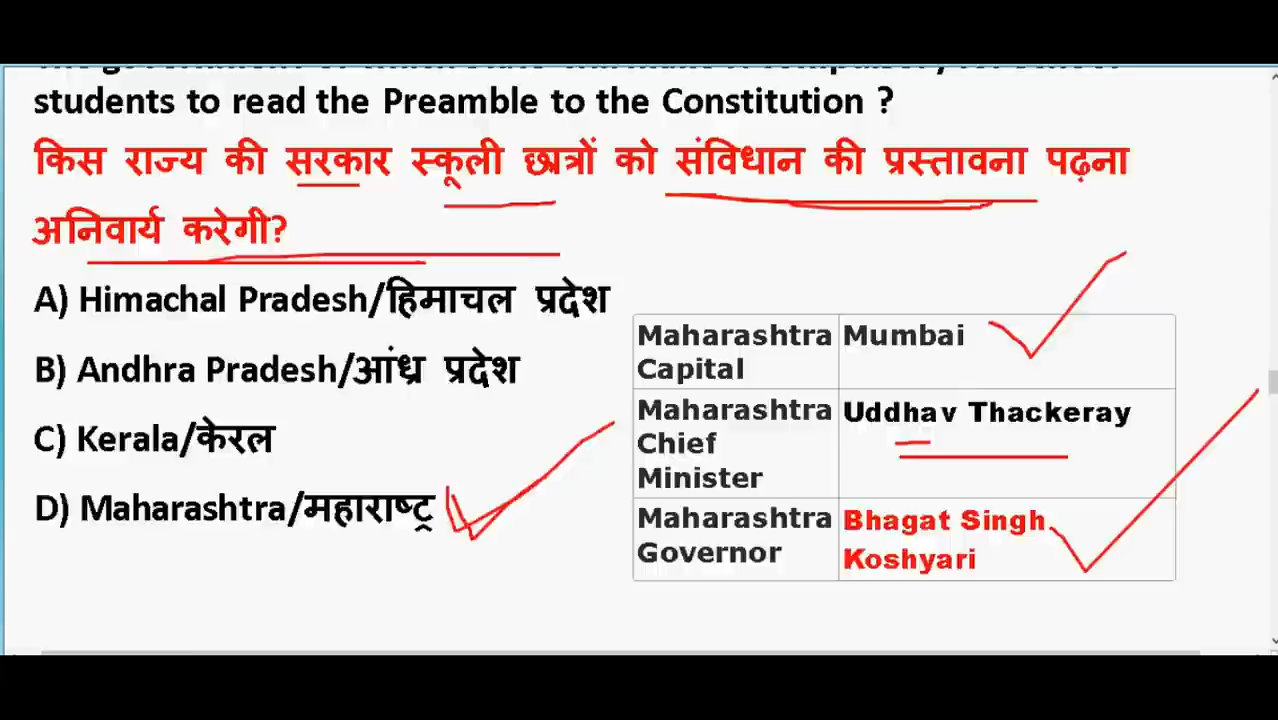 students to read the Preamble to the Constitution ?
किस राज्य की सरकार स्कूली छात्रों को संविधान की प्रस्तावना पढ़ना
अनिवार्य करेगी?
A) Himachal Pradesh/हिमाचल प्रदेश
B) Andhra Pradesh/आंध्र प्रदेश
C) Kerala/केरल
D) Maharashtra/महाराष्ट्र
Maharashtra Mumbai
Capital
Maharashtra Uddhav Thackeray
Chief
Minister
Maharashtra Bhagat Singh
Governor Koshyari